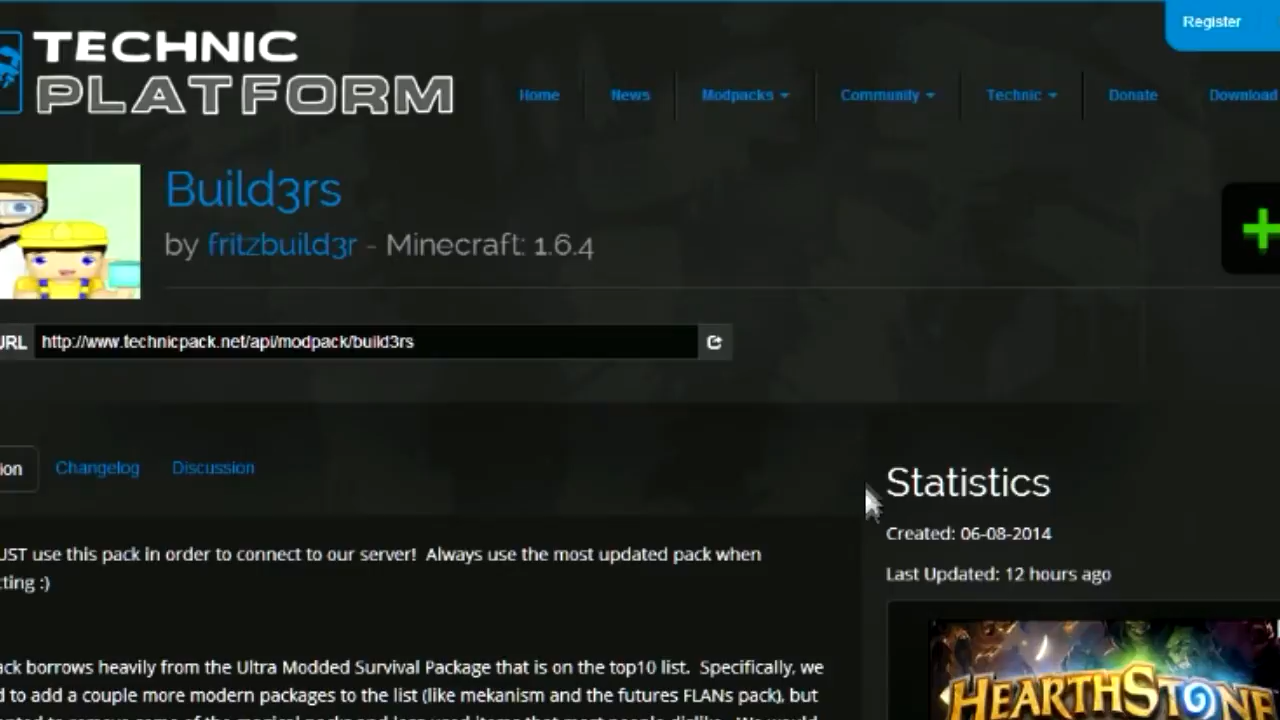 Register
TECHNIC
PLATFORM
Home News Modpacks Community Technic Donate Download
Build3rs
by fritzbuild3r - Minecraft: 1.6.4
URL http://www.technicpack.net/api/modpack/build3rs
Changelog Discussion
Statistics
Created: 06-08-2014
Last Updated: 12 hours ago
use this pack in order to connect to our server! Always use the most updated pack when
:)
borrows heavily from the Ultra Modded Survival Package that is on the top10 list. Specifically, we
to add a couple more modern packages to the list (like mekanism and the futures FLANs pack), but
HEARTHSTONE